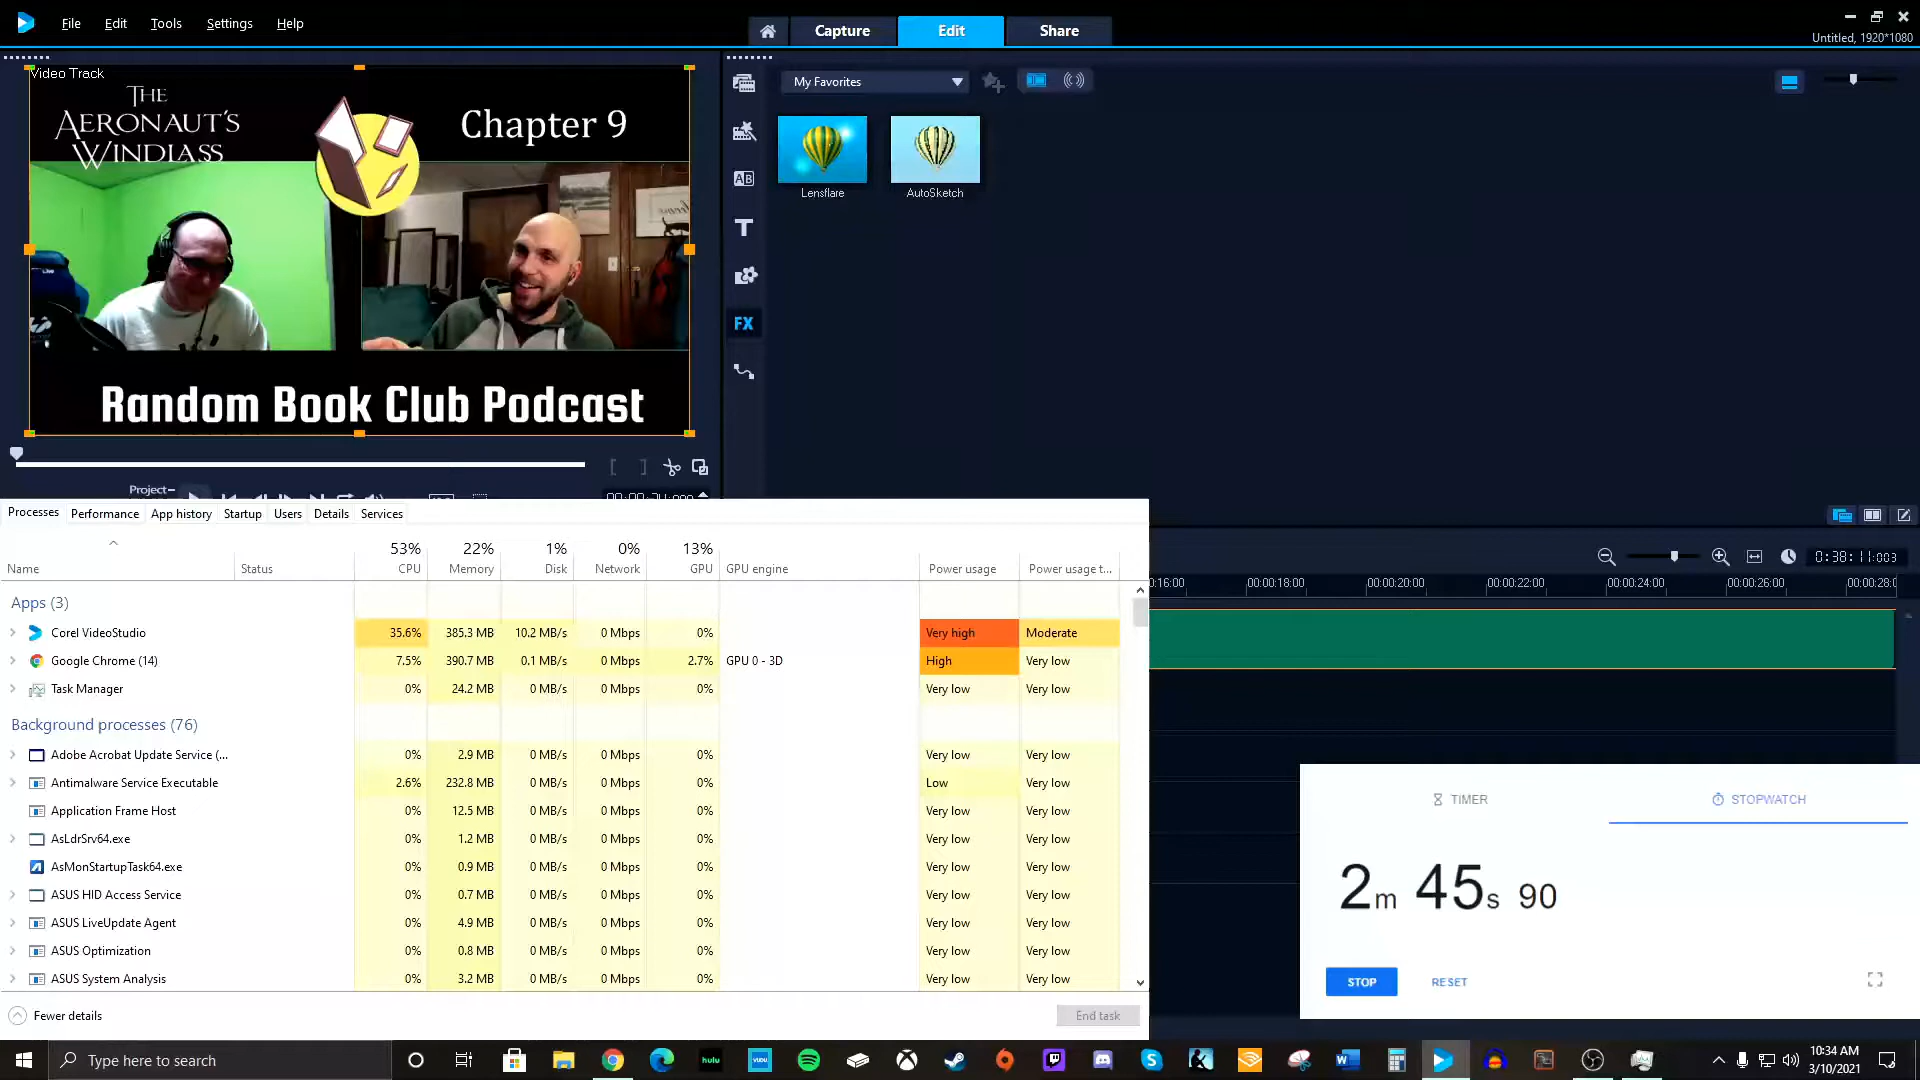 File Edit Tools Settings Help
Capture Edit Share
Untitled, 1920*1080
Video Track
THE
AERONAUT'S
WINDLASS
Chapter 9
Random Book Club Podcast
My Favorites
Lensflare AutoSketch
AB
T
FX
Project
Processes Performance App history Startup Users Details Services
53% 22% 1% 0% 13%
Name Status CPU Memory Disk Network GPU GPU engine Power usage Power usage t...
Apps (3)
Corel VideoStudio 35.6% 385.3 MB 10.2 MB/s 0 Mbps 0% Very high Moderate
Google Chrome (14) 7.5% 390.7 MB 0.1 MB/s 0 Mbps 2.7% GPU 0 - 3D High Very low
Task Manager 0% 24.2 MB 0 MB/s 0 Mbps 0% Very low Very low
Background processes (76)
Adobe Acrobat Update Service (... 0% 2.9 MB 0 MB/s 0 Mbps 0% Very low Very low
Antimalware Service Executable 2.6% 232.8 MB 0 MB/s 0 Mbps 0% Low Very low
Application Frame Host 0% 12.5 MB 0 MB/s 0 Mbps 0% Very low Very low
AsLdrSrv64.exe 0% 1.2 MB 0 MB/s 0 Mbps 0% Very low Very low
AsMonStartupTask64.exe 0% 0.9 MB 0 MB/s 0 Mbps 0% Very low Very low
ASUS HID Access Service 0% 0.7 MB 0 MB/s 0 Mbps 0% Very low Very low
ASUS LiveUpdate Agent 0% 4.9 MB 0 MB/s 0 Mbps 0% Very low Very low
ASUS Optimization 0% 0.8 MB 0 MB/s 0 Mbps 0% Very low Very low
ASUS System Analysis 0% 3.2 MB 0 MB/s 0 Mbps 0% Very low Very low
Fewer details End task
0:38:11:003
:16:00 00:00:18:00 00:00:20:00 00:00:22:00 00:00:24:00 00:00:26:00 00:00:28:0
TIMER STOPWATCH
2m 45s 90
STOP RESET
Type here to search
hulu
VUDU
10:34 AM
3/10/2021